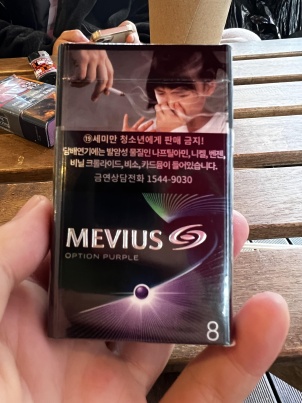 19세미만 청소년에게 판매 금지!
담배연기에는 발암성 물질인 나프틸아민, 니켈, 벤젠,
비닐 크롤라이드, 비소, 카드뮴이 들어있습니다.
금연상담전화 1544-9030
MEVIUS
OPTION PURPLE
8